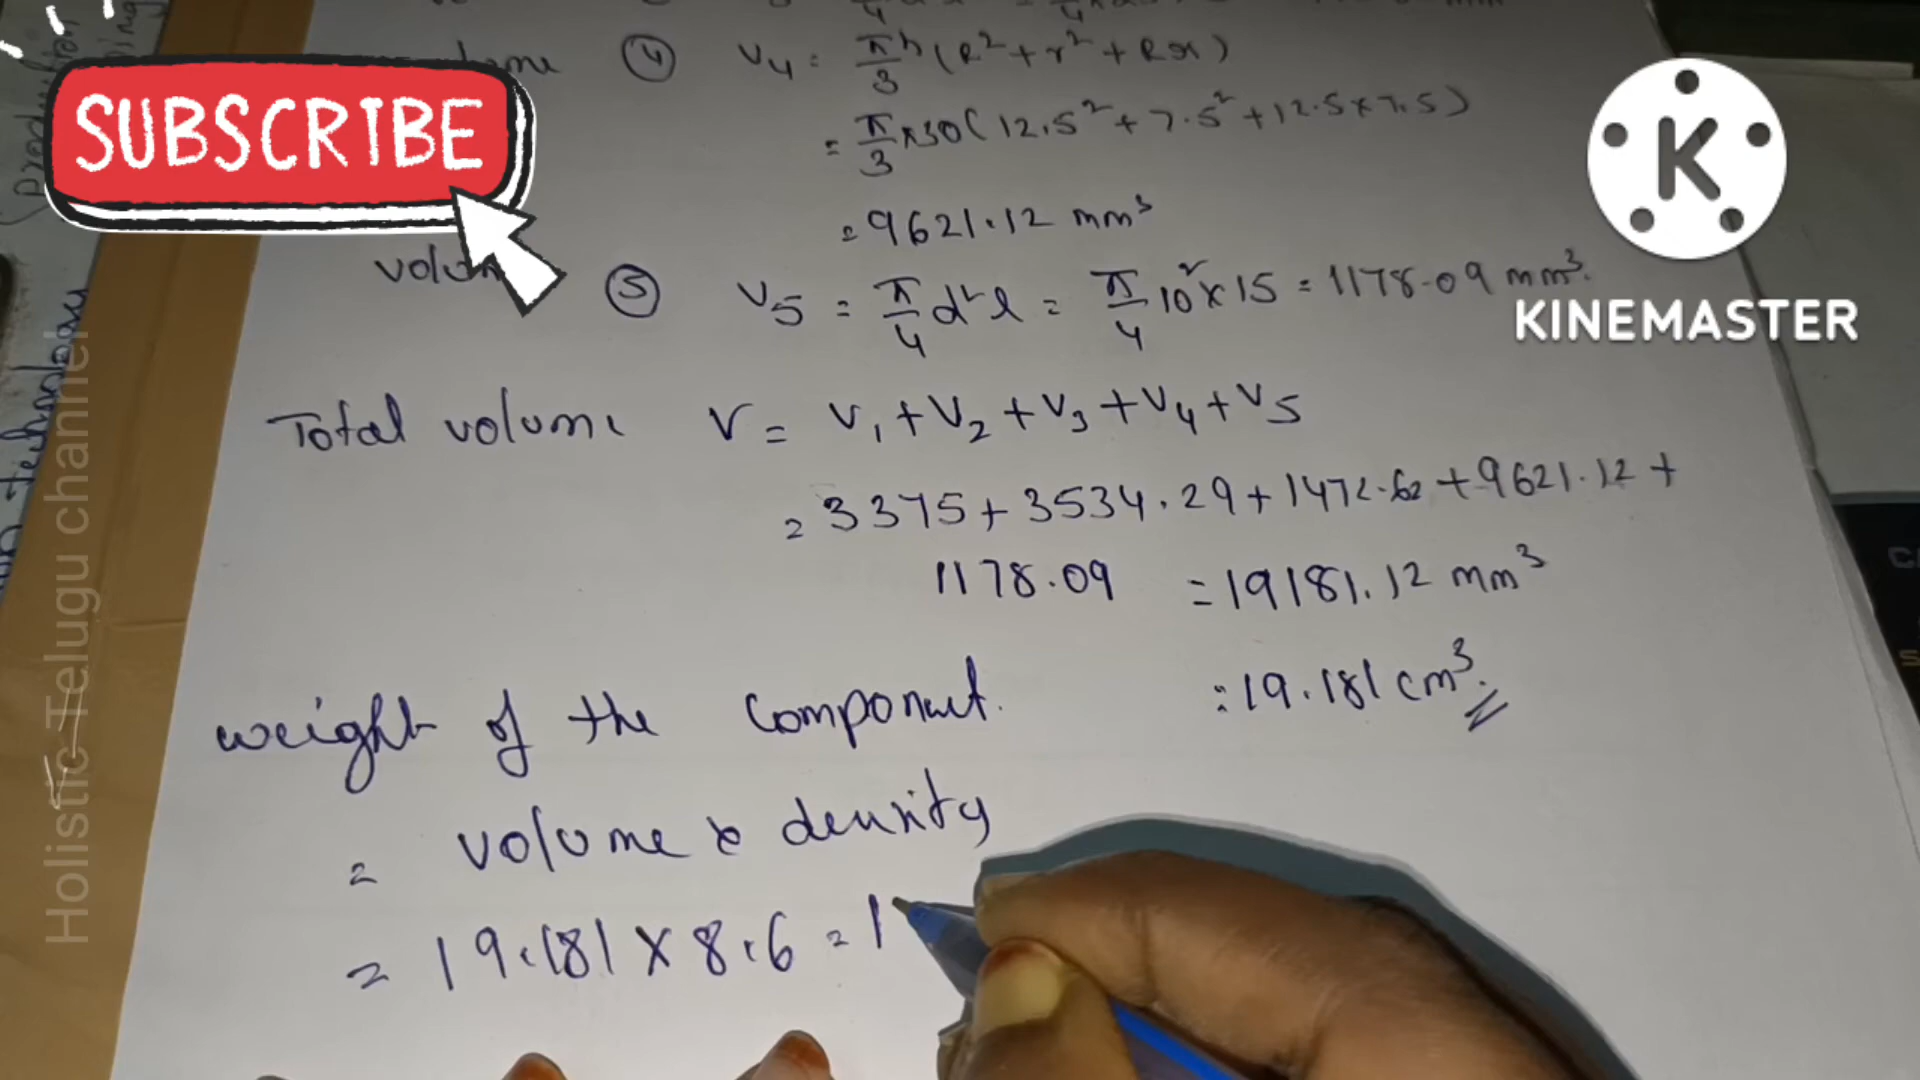 ④ V4 = π/3 h (R² + r² + Rr)
= π/3 × 30 ( 12.5² + 7.5² + 12.5 × 7.5 )
SUBSCRIBE
= 9621.12 mm³
⑤ V5 = π/4 d² l = π/4 10² × 15 = 1178.09 mm³.
K
KINEMASTER
Total volume V = V1 + V2 + V3 + V4 + V5
= 3375 + 3534.29 + 1472.62 + 9621.12 +
1178.09 = 19181.12 mm³
= 19.181 cm³.
weight of the component.
= volume × density
= 19.181 × 8.6 = 1
Holistic Telugu channel